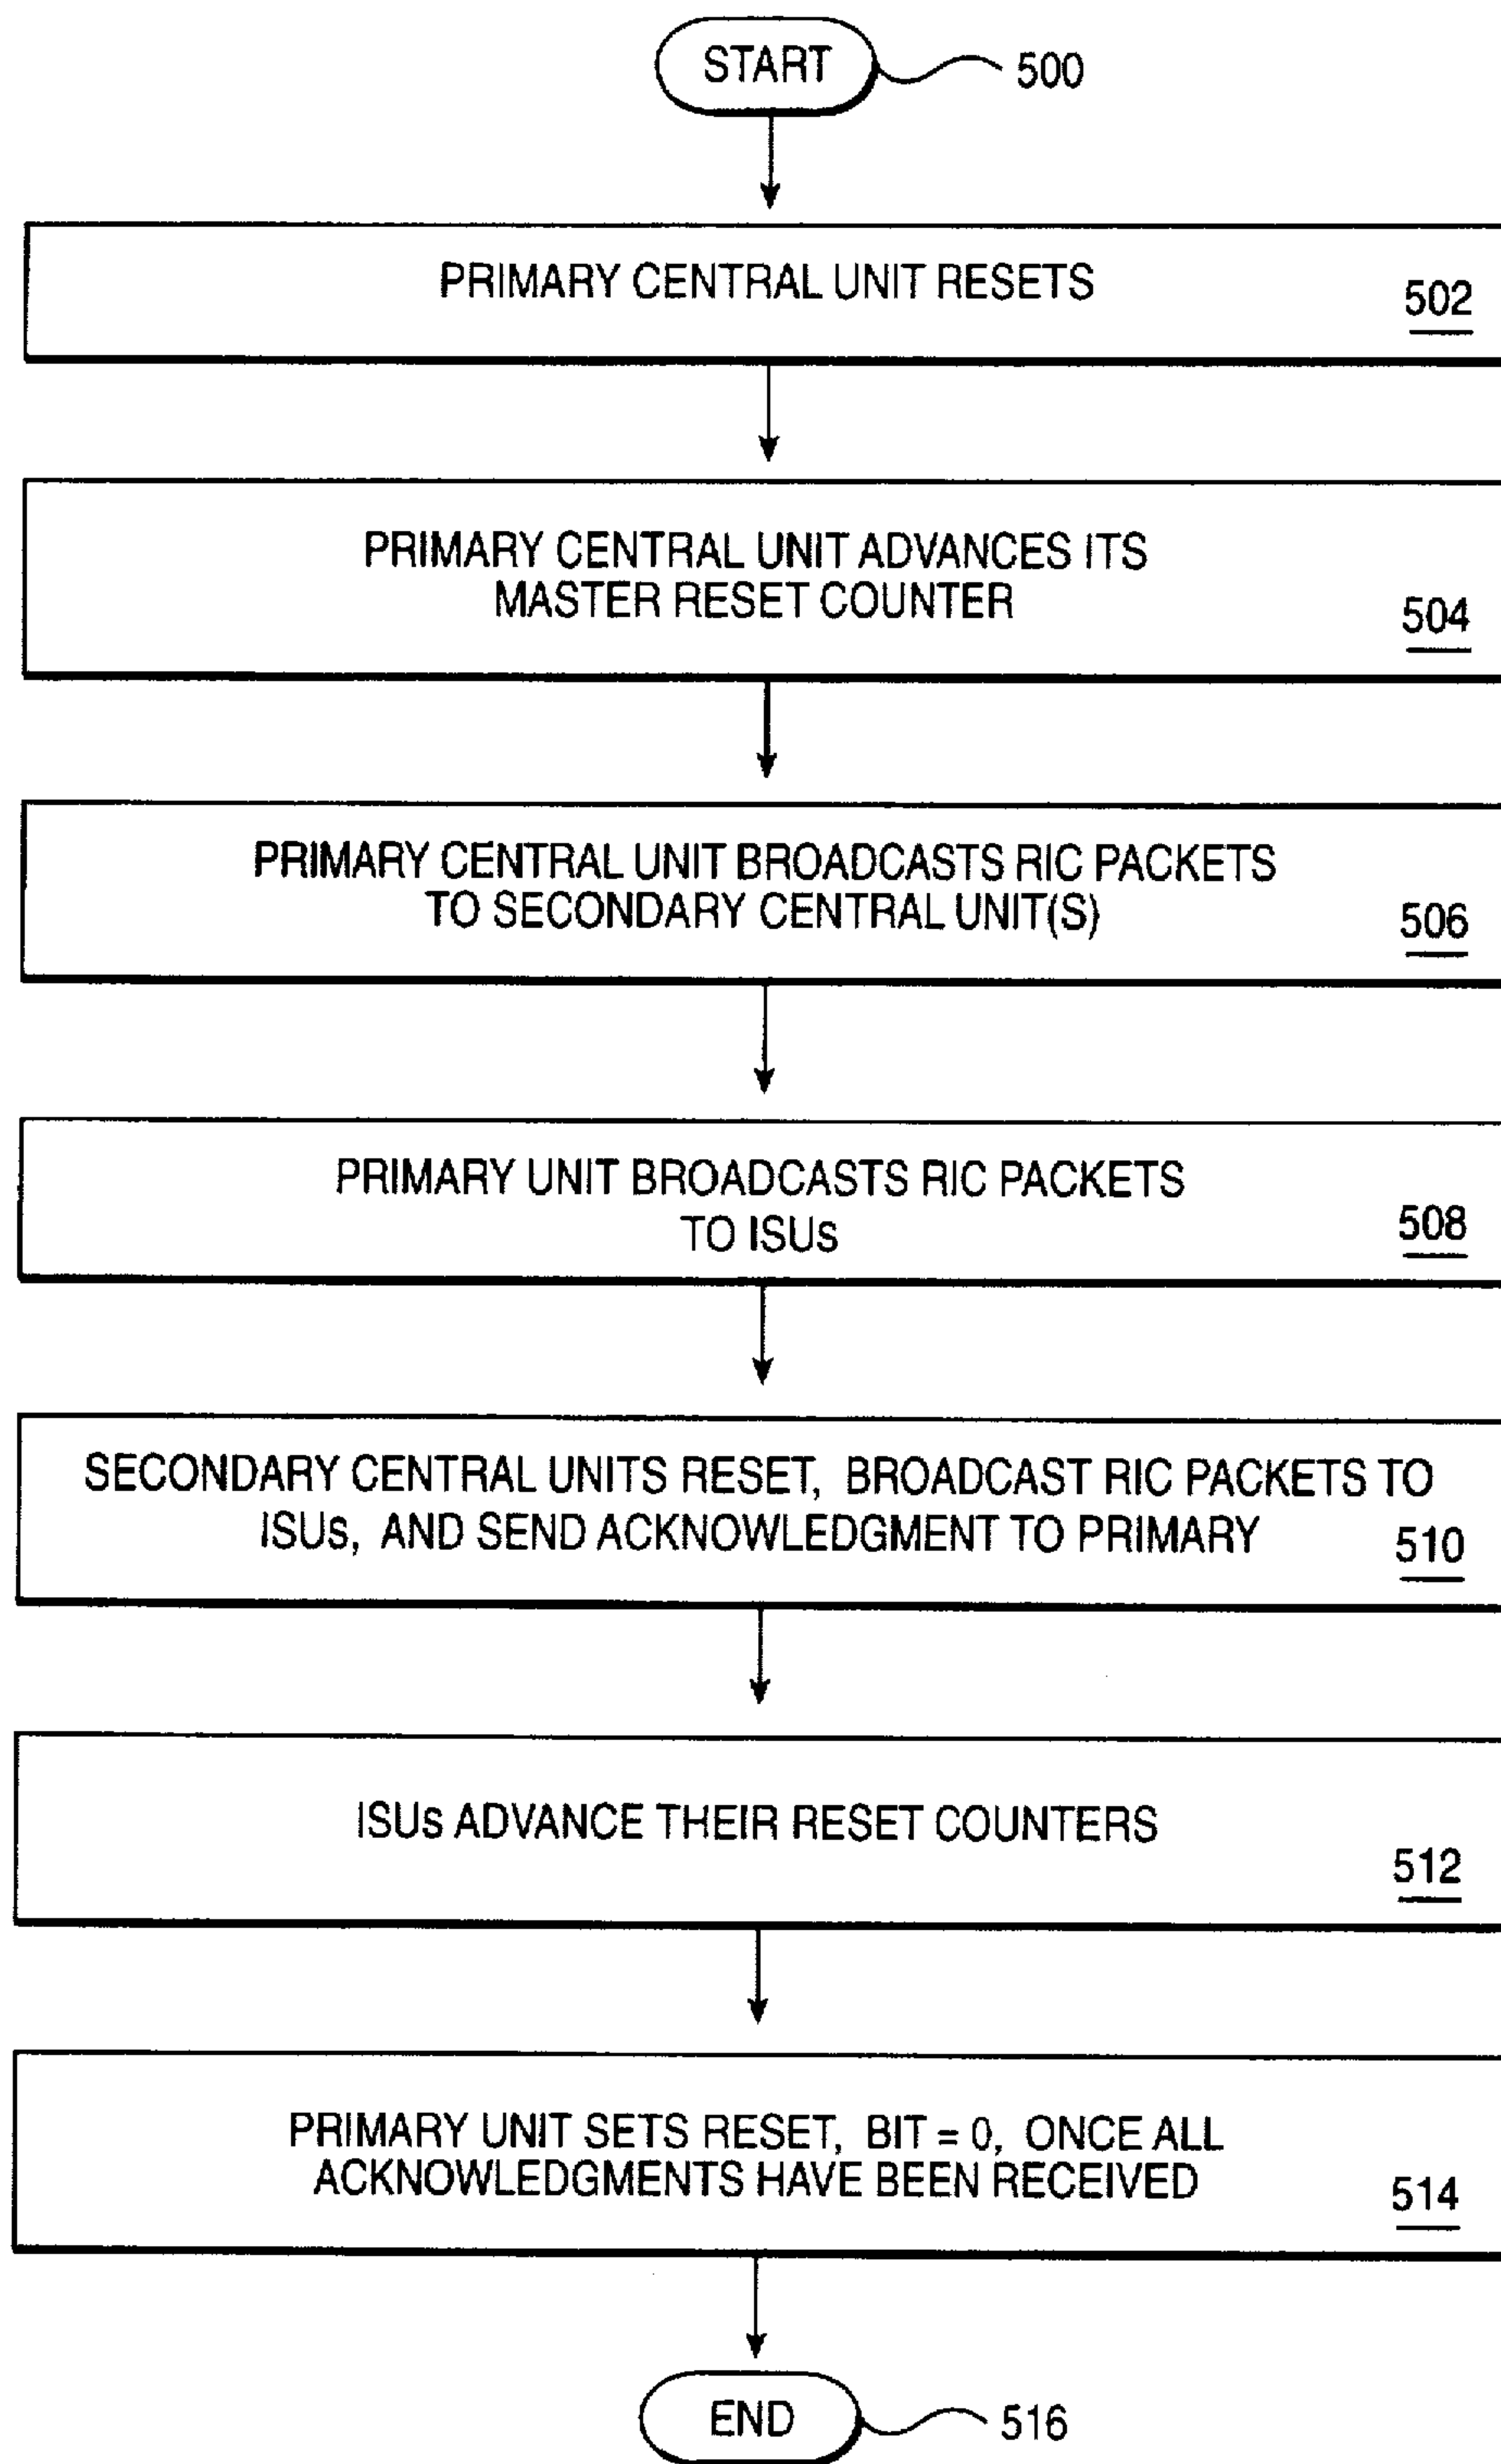 START
500
PRIMARY CENTRAL UNIT RESETS
502
PRIMARY CENTRAL UNIT ADVANCES ITS
MASTER RESET COUNTER
504
PRIMARY CENTRAL UNIT BROADCASTS RIC PACKETS
TO SECONDARY CENTRAL UNIT(S)
506
PRIMARY UNIT BROADCASTS RIC PACKETS
TO ISUs
508
SECONDARY CENTRAL UNITS RESET, BROADCAST RIC PACKETS TO
ISUs, AND SEND ACKNOWLEDGMENT TO PRIMARY
510
ISUs ADVANCE THEIR RESET COUNTERS
512
PRIMARY UNIT SETS RESET, BIT = 0, ONCE ALL
ACKNOWLEDGMENTS HAVE BEEN RECEIVED
514
END
516